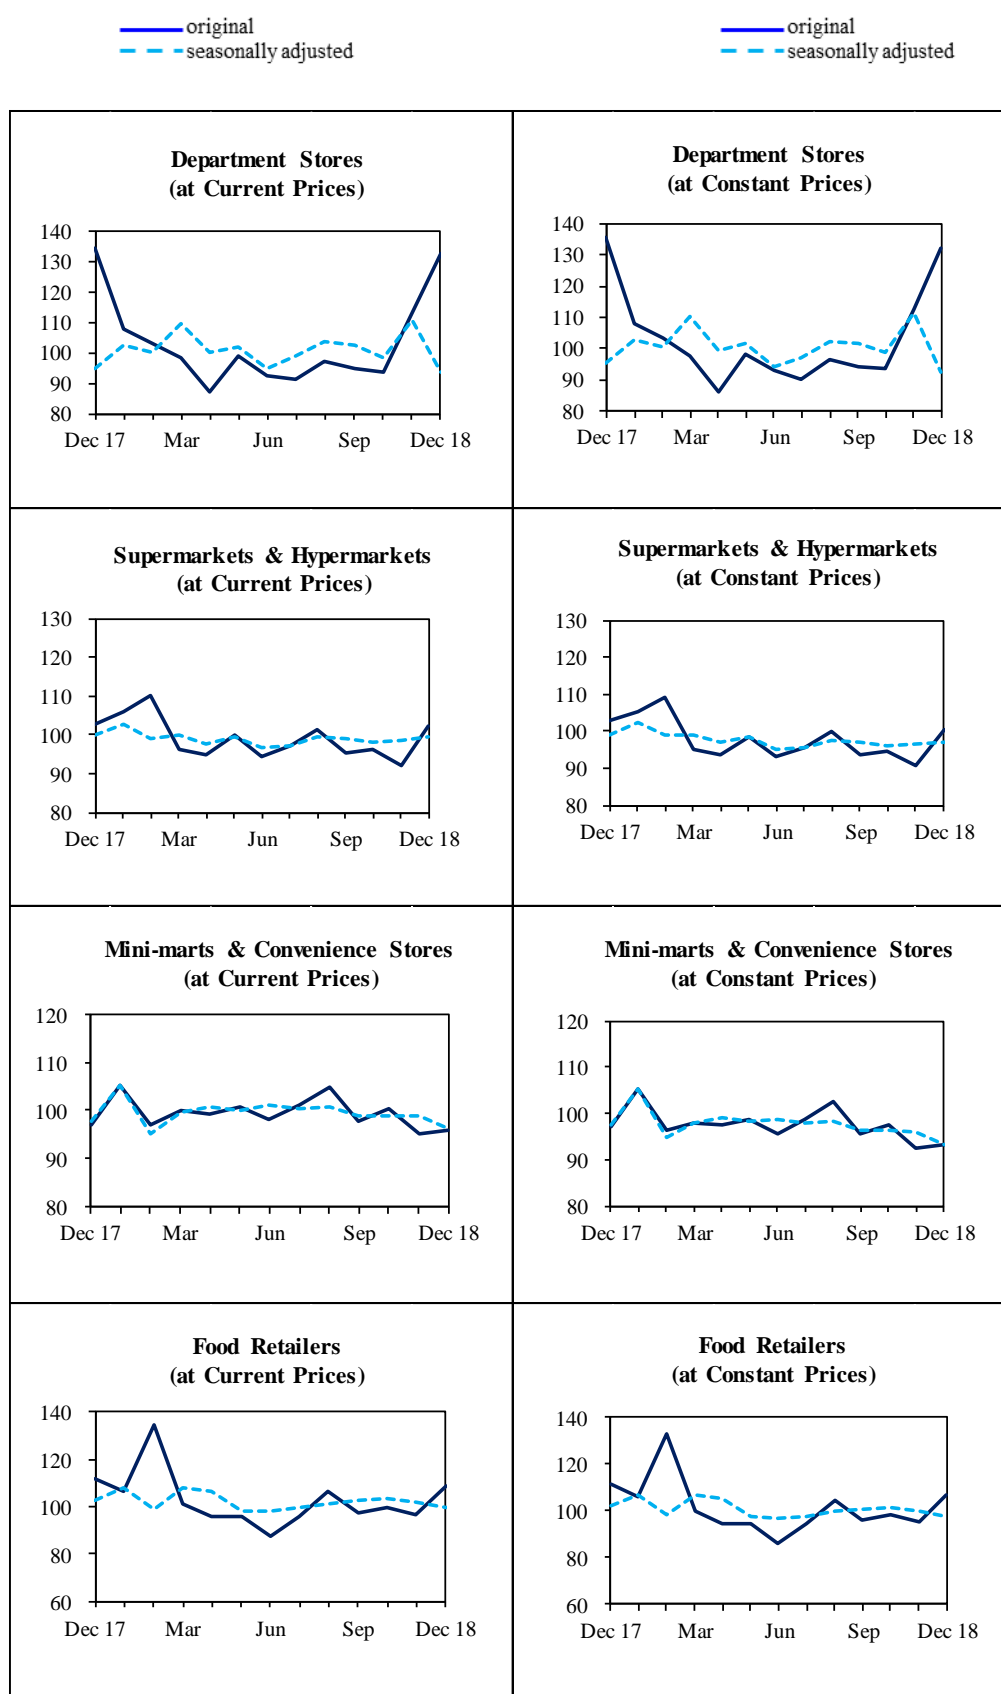 original
seasonally adjusted
original
seasonally adjusted
Department Stores
(at Current Prices)
140
130
120
110
100
90
80
Dec 17 Mar Jun Sep Dec 18
Department Stores
(at Constant Prices)
140
130
120
110
100
90
80
Dec 17 Mar Jun Sep Dec 18
Supermarkets & Hypermarkets
(at Current Prices)
130
120
110
100
90
80
Dec 17 Mar Jun Sep Dec 18
Supermarkets & Hypermarkets
(at Constant Prices)
130
120
110
100
90
80
Dec 17 Mar Jun Sep Dec 18
Mini-marts & Convenience Stores
(at Current Prices)
120
110
100
90
80
Dec 17 Mar Jun Sep Dec 18
Mini-marts & Convenience Stores
(at Constant Prices)
120
110
100
90
80
Dec 17 Mar Jun Sep Dec 18
Food Retailers
(at Current Prices)
140
120
100
80
60
Dec 17 Mar Jun Sep Dec 18
Food Retailers
(at Constant Prices)
140
120
100
80
60
Dec 17 Mar Jun Sep Dec 18